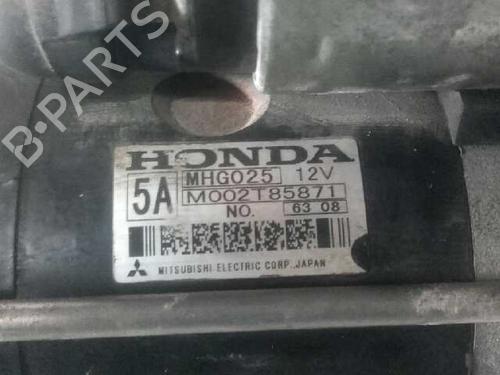 B-PARTS
HONDA
5A MHG025 12V
M002T85871
NO. 63 08
MITSUBISHI ELECTRIC CORP., JAPAN